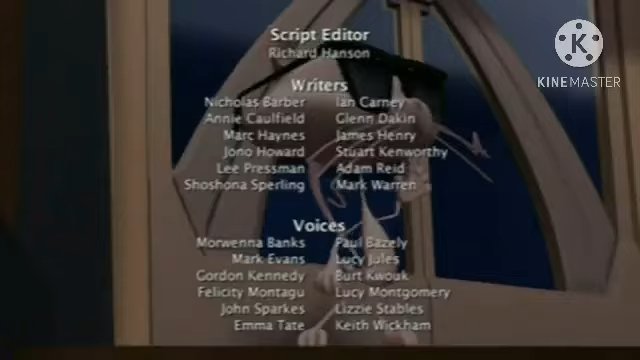 Script Editor
Richard Hanson
Writers
Nicholas Barber Ian Carney
Annie Caulfield Glenn Dakin
Marc Haynes James Henry
Jono Howard Stuart Kenworthy
Lee Pressman Adam Reid
Shoshona Sperling Mark Warren
Voices
Morwenna Banks Paul Bazely
Mark Evans Lucy Jules
Gordon Kennedy Burt Kwouk
Felicity Montagu Lucy Montgomery
John Sparkes Lizzie Stables
Emma Tate Keith Wickham
K
KINEMASTER